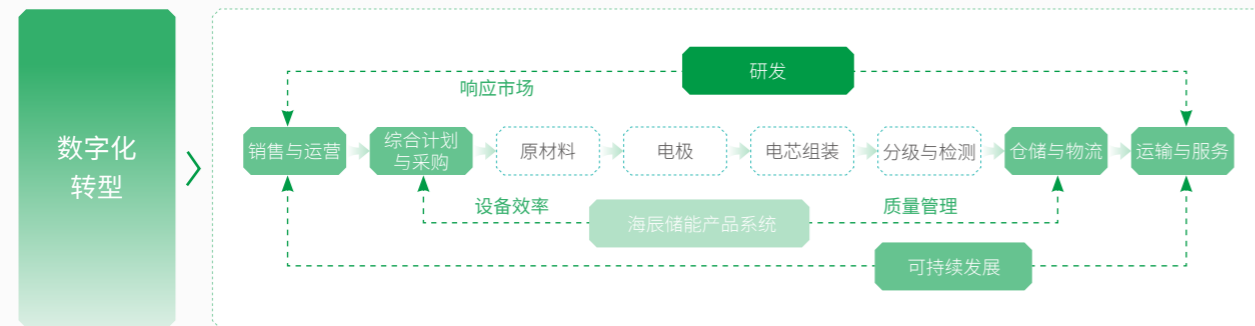 数字化
转型
研发
响应市场
销售与运营
综合计划
与采购
原材料
电极
电芯组装
分级与检测
仓储与物流
运输与服务
设备效率
海辰储能产品系统
质量管理
可持续发展